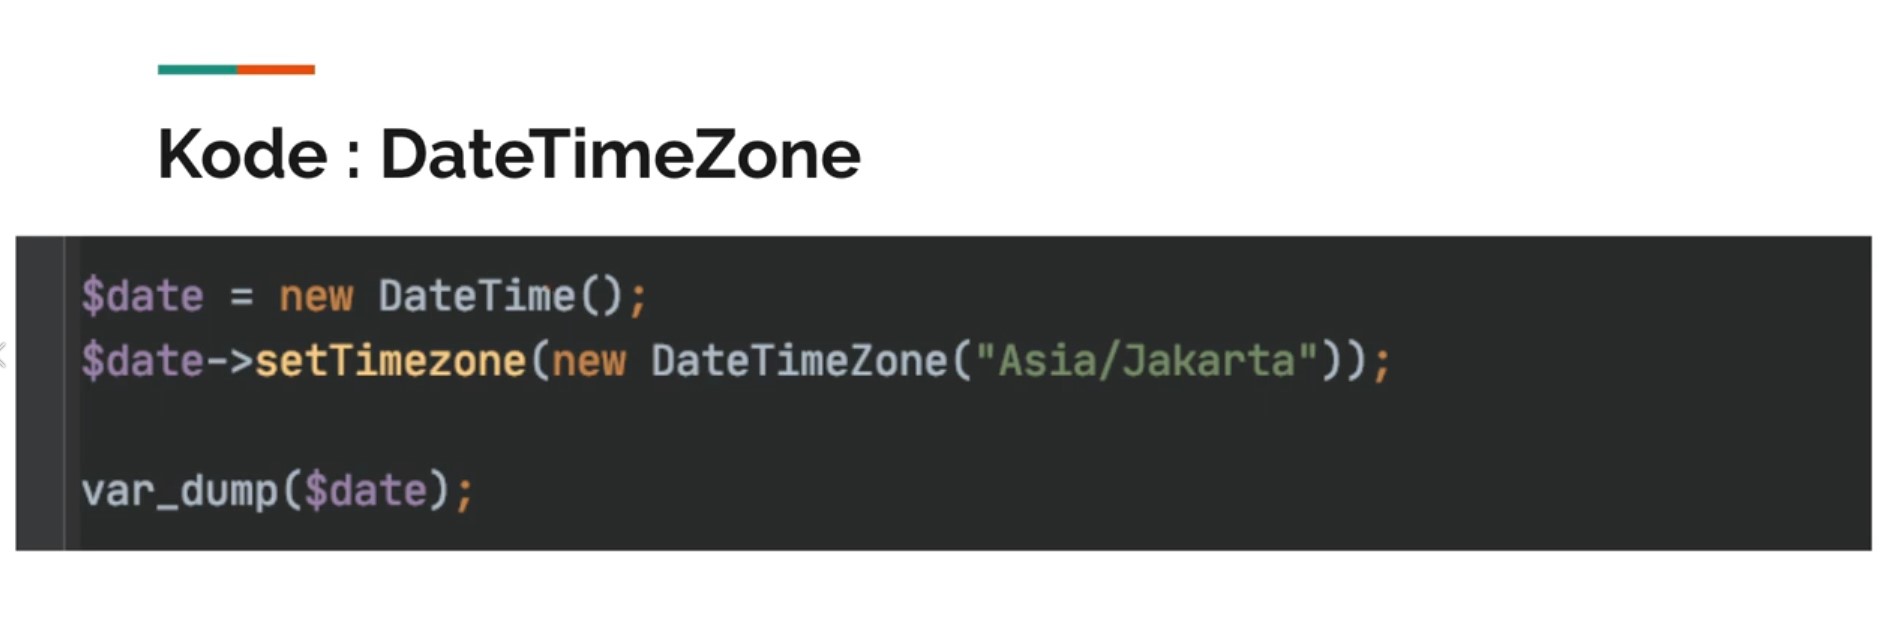 Kode : DateTimeZone
$date = new DateTime();
$date->setTimezone(new DateTimeZone("Asia/Jakarta"));
var_dump($date);